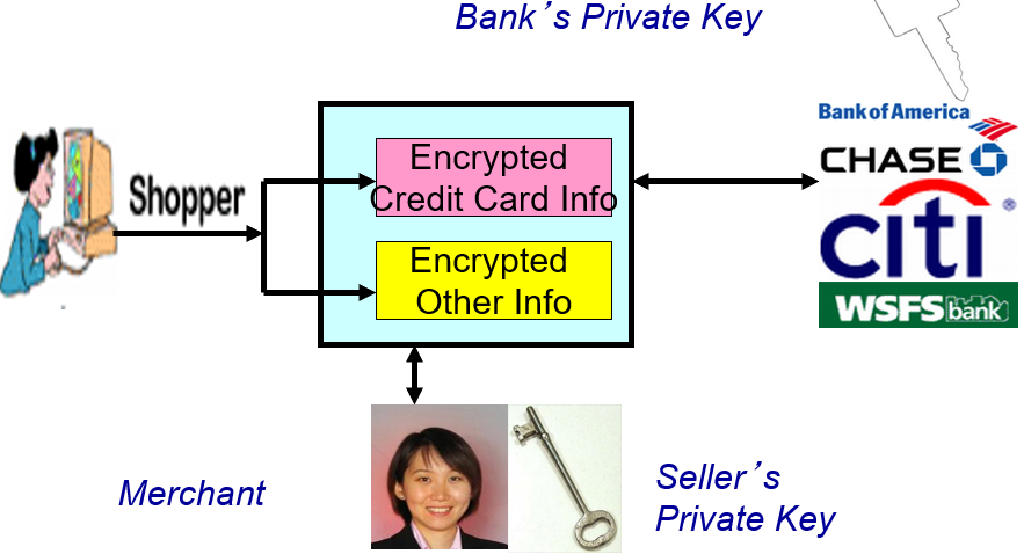 Bank’s Private Key
Bank of America
CHASE
Encrypted
Credit Card Info
Shopper
citi®
Encrypted
Other Info
WSFS bank
Merchant
Seller’s
Private Key